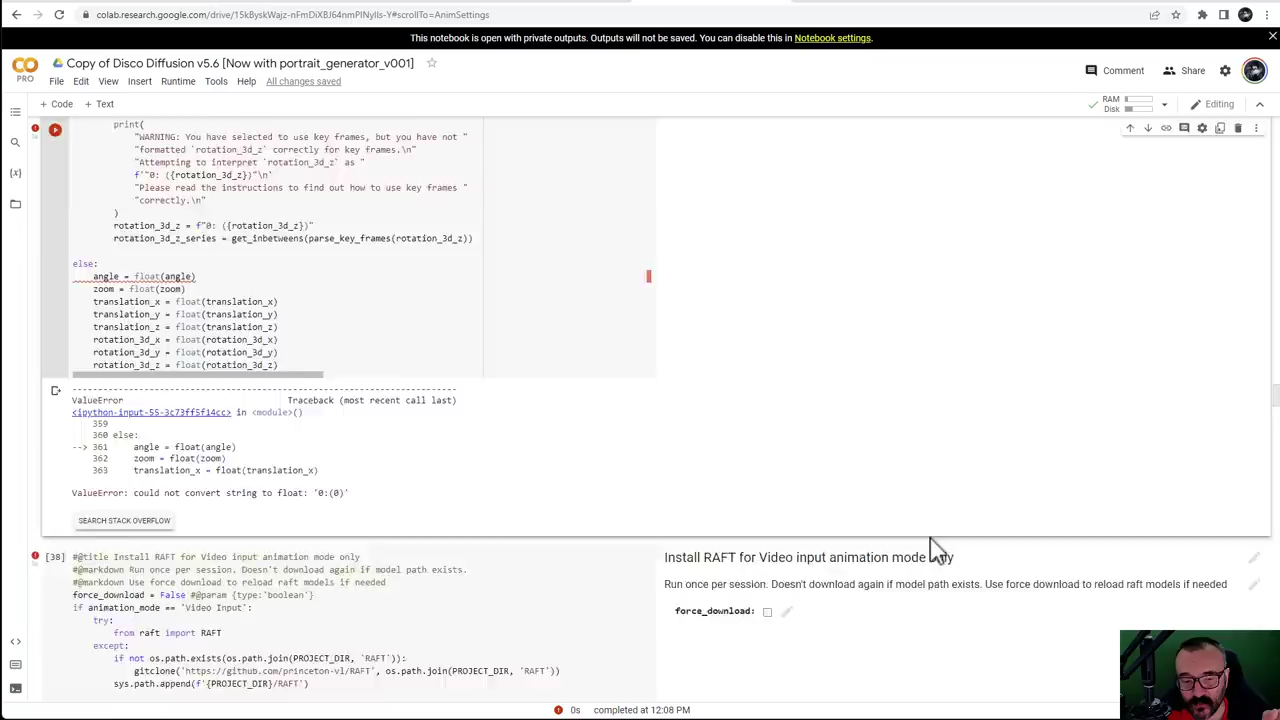 colab.research.google.com/drive/15kByskWajz-nFmDiXBJ64nmPlNylls-Y#scrollTo=AnimSettings
This notebook is open with private outputs. Outputs will not be saved. You can disable this in Notebook settings.
CO
PRO
Copy of Disco Diffusion v5.6 [Now with portrait_generator_v001]
File Edit View Insert Runtime Tools Help All changes saved
Comment Share
+ Code + Text
RAM
Disk
Editing
print(
"WARNING: You have selected to use key frames, but you have not "
"formatted `rotation_3d_z` correctly for key frames.\n"
"Attempting to interpret `rotation_3d_z` as "
f'"0: ({rotation_3d_z})"\n'
"Please read the instructions to find out how to use key frames "
"correctly.\n"
)
rotation_3d_z = f"0: ({rotation_3d_z})"
rotation_3d_z_series = get_inbetweens(parse_key_frames(rotation_3d_z))
else:
angle = float(angle)
zoom = float(zoom)
translation_x = float(translation_x)
translation_y = float(translation_y)
translation_z = float(translation_z)
rotation_3d_x = float(rotation_3d_x)
rotation_3d_y = float(rotation_3d_y)
rotation_3d_z = float(rotation_3d_z)
---------------------------------------------------------------------------
ValueError Traceback (most recent call last)
<ipython-input-55-3c73ff5f14cc> in <module>()
359
360 else:
--> 361 angle = float(angle)
362 zoom = float(zoom)
363 translation_x = float(translation_x)
ValueError: could not convert string to float: '0:(0)'
SEARCH STACK OVERFLOW
[38] #@title Install RAFT for Video input animation mode only
#@markdown Run once per session. Doesn't download again if model path exists.
#@markdown Use force download to reload raft models if needed
force_download = False #@param {type:'boolean'}
if animation_mode == 'Video Input':
try:
from raft import RAFT
except:
if not os.path.exists(os.path.join(PROJECT_DIR, 'RAFT')):
gitclone('https://github.com/princeton-vl/RAFT', os.path.join(PROJECT_DIR, 'RAFT'))
sys.path.append(f'{PROJECT_DIR}/RAFT')
Install RAFT for Video input animation mode only
Run once per session. Doesn't download again if model path exists. Use force download to reload raft models if needed
force_download:
0s completed at 12:08 PM